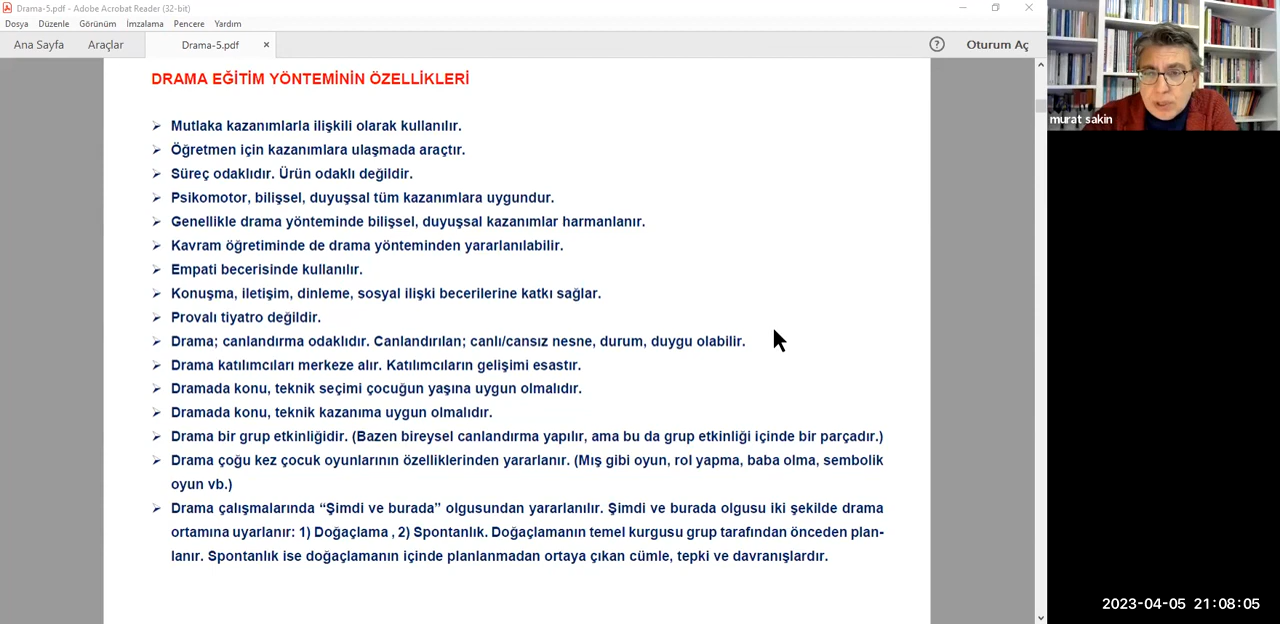 Drama-5.pdf - Adobe Acrobat Reader (32-bit)
Dosya Düzenle Görünüm İmzalama Pencere Yardım
Ana Sayfa Araçlar Drama-5.pdf × ? Oturum Aç
DRAMA EĞİTİM YÖNTEMİNİN ÖZELLİKLERİ
murat sakin
➢ Mutlaka kazanımlarla ilişkili olarak kullanılır.
➢ Öğretmen için kazanımlara ulaşmada araçtır.
➢ Süreç odaklıdır. Ürün odaklı değildir.
➢ Psikomotor, bilişsel, duyuşsal tüm kazanımlara uygundur.
➢ Genellikle drama yönteminde bilişsel, duyuşsal kazanımlar harmanlanır.
➢ Kavram öğretiminde de drama yönteminden yararlanılabilir.
➢ Empati becerisinde kullanılır.
➢ Konuşma, iletişim, dinleme, sosyal ilişki becerilerine katkı sağlar.
➢ Provalı tiyatro değildir.
➢ Drama; canlandırma odaklıdır. Canlandırılan; canlı/cansız nesne, durum, duygu olabilir.
➢ Drama katılımcıları merkeze alır. Katılımcıların gelişimi esastır.
➢ Dramada konu, teknik seçimi çocuğun yaşına uygun olmalıdır.
➢ Dramada konu, teknik kazanıma uygun olmalıdır.
➢ Drama bir grup etkinliğidir. (Bazen bireysel canlandırma yapılır, ama bu da grup etkinliği içinde bir parçadır.)
➢ Drama çoğu kez çocuk oyunlarının özelliklerinden yararlanır. (Mış gibi oyun, rol yapma, baba olma, sembolik
oyun vb.)
➢ Drama çalışmalarında “Şimdi ve burada” olgusundan yararlanılır. Şimdi ve burada olgusu iki şekilde drama
ortamına uyarlanır: 1) Doğaçlama , 2) Spontanlık. Doğaçlamanın temel kurgusu grup tarafından önceden plan-
lanır. Spontanlık ise doğaçlamanın içinde planlanmadan ortaya çıkan cümle, tepki ve davranışlardır.
2023-04-05 21:08:05